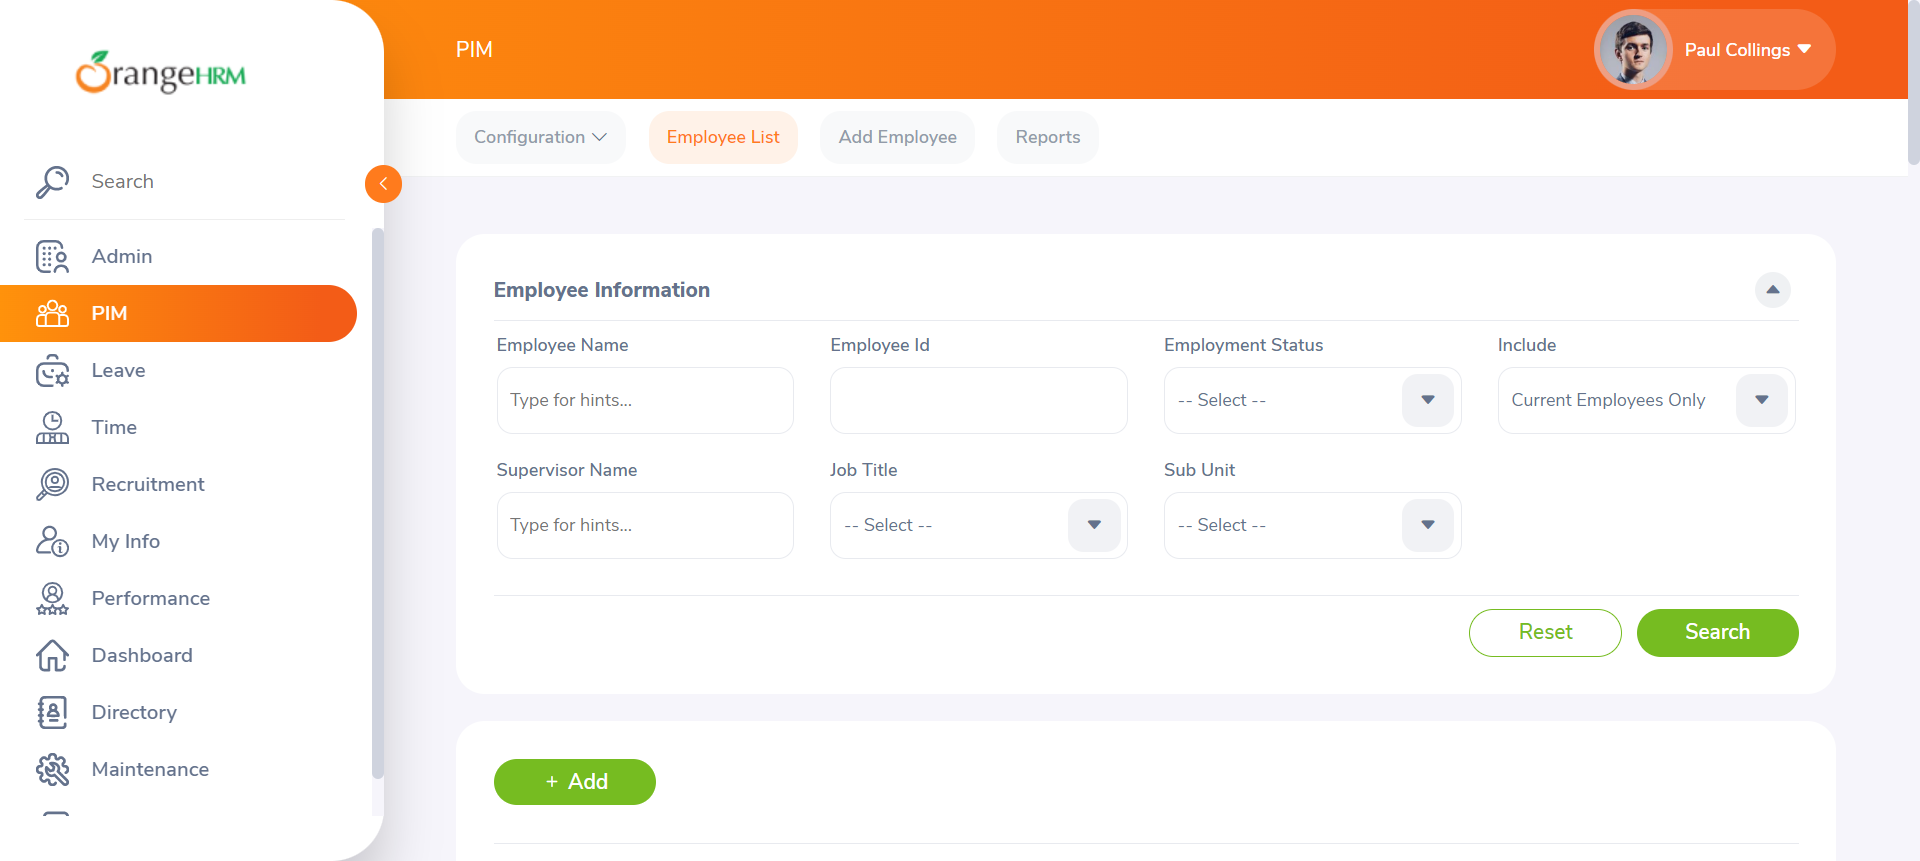 OrangeHRM
Search
Admin
PIM
Leave
Time
Recruitment
My Info
Performance
Dashboard
Directory
Maintenance
PIM
Paul Collings
Configuration
Employee List
Add Employee
Reports
Employee Information
Employee Name
Employee Id
Employment Status
Include
Type for hints...
-- Select --
Current Employees Only
Supervisor Name
Job Title
Sub Unit
Type for hints...
-- Select --
-- Select --
Reset
Search
+ Add